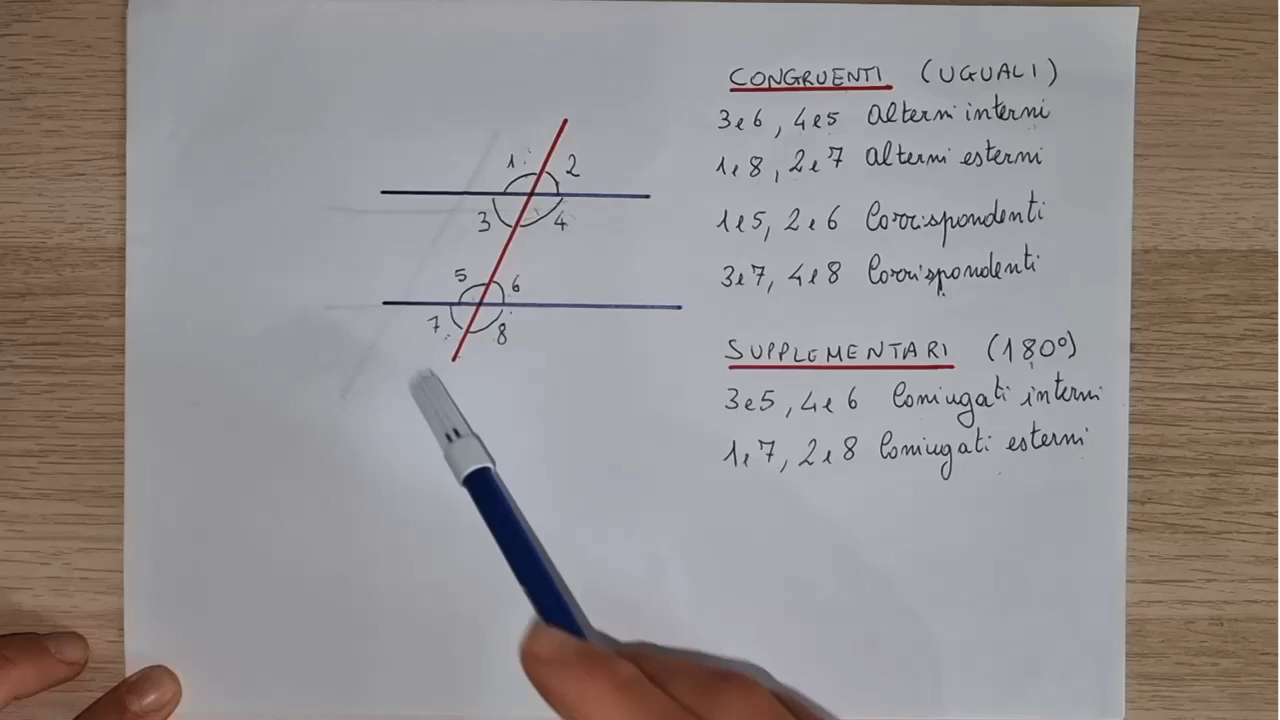 1 2
3 4
5 6
7 8
CONGRUENTI (UGUALI)
3e6, 4e5 Alterni interni
1e8, 2e7 Alterni esterni
1e5, 2e6 Corrispondenti
3e7, 4e8 Corrispondenti
SUPPLEMENTARI (180°)
3e5, 4e6 Coniugati interni
1e7, 2e8 Coniugati esterni